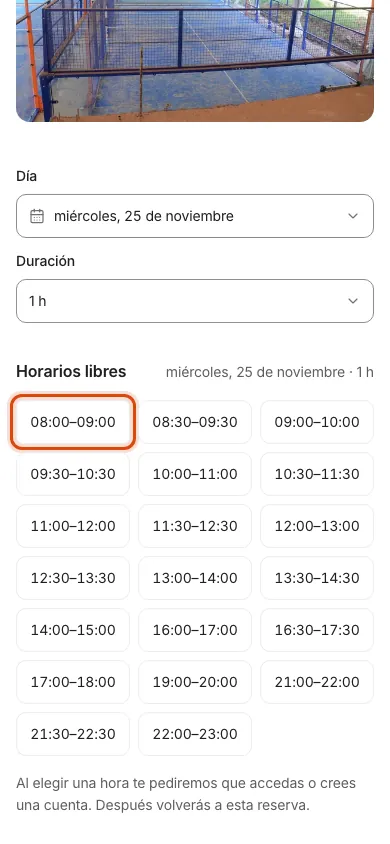 Día
miércoles, 25 de noviembre
Duración
1 h
Horarios libres
miércoles, 25 de noviembre · 1 h
08:00–09:00
08:30–09:30
09:00–10:00
09:30–10:30
10:00–11:00
10:30–11:30
11:00–12:00
11:30–12:30
12:00–13:00
12:30–13:30
13:00–14:00
13:30–14:30
14:00–15:00
16:00–17:00
16:30–17:30
17:00–18:00
19:00–20:00
21:00–22:00
21:30–22:30
22:00–23:00
Al elegir una hora te pediremos que accedas o crees
una cuenta. Después volverás a esta reserva.